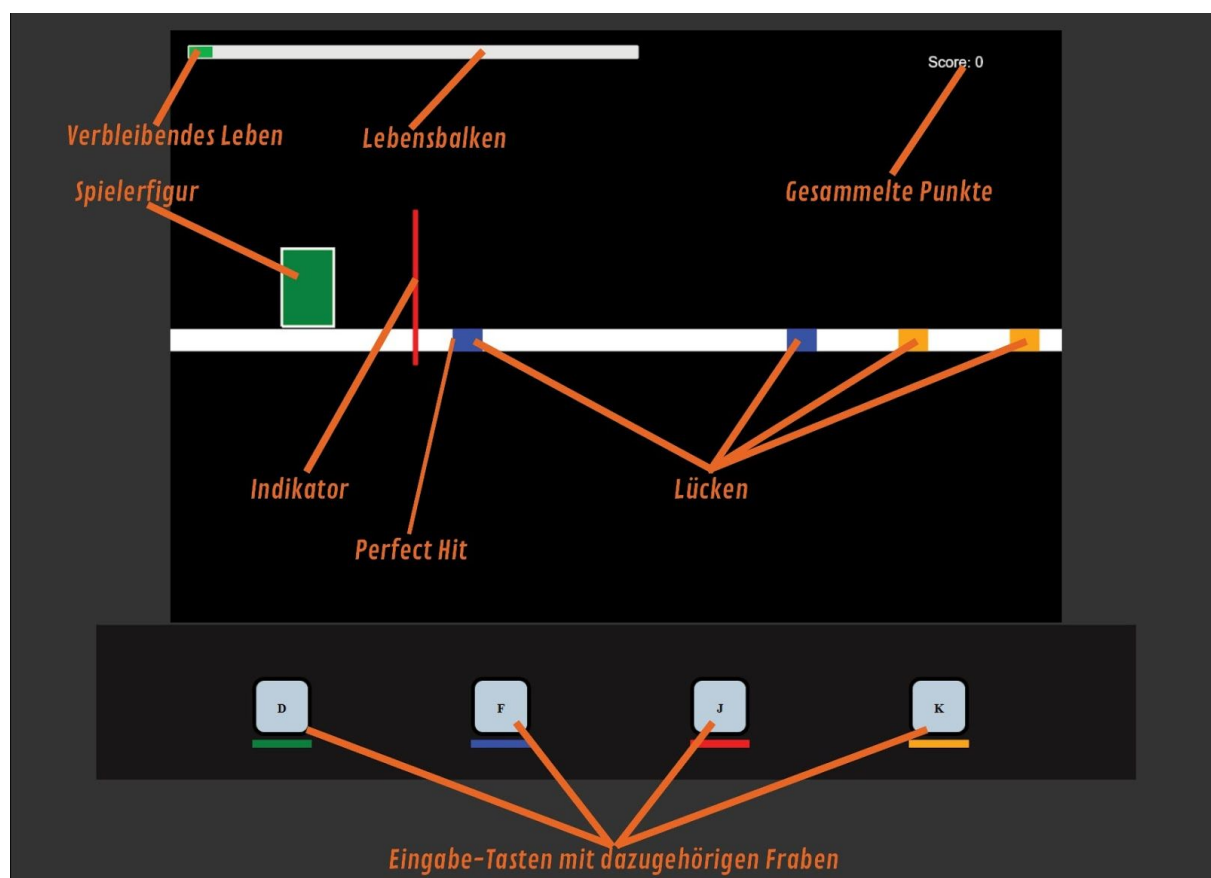 Score: 0
Verbleibendes Leben
Lebensbalken
Spielerfigur
Gesammelte Punkte
Indikator
Lücken
Perfect Hit
D
F
J
K
Eingabe-Tasten mit dazugehörigen Fraben